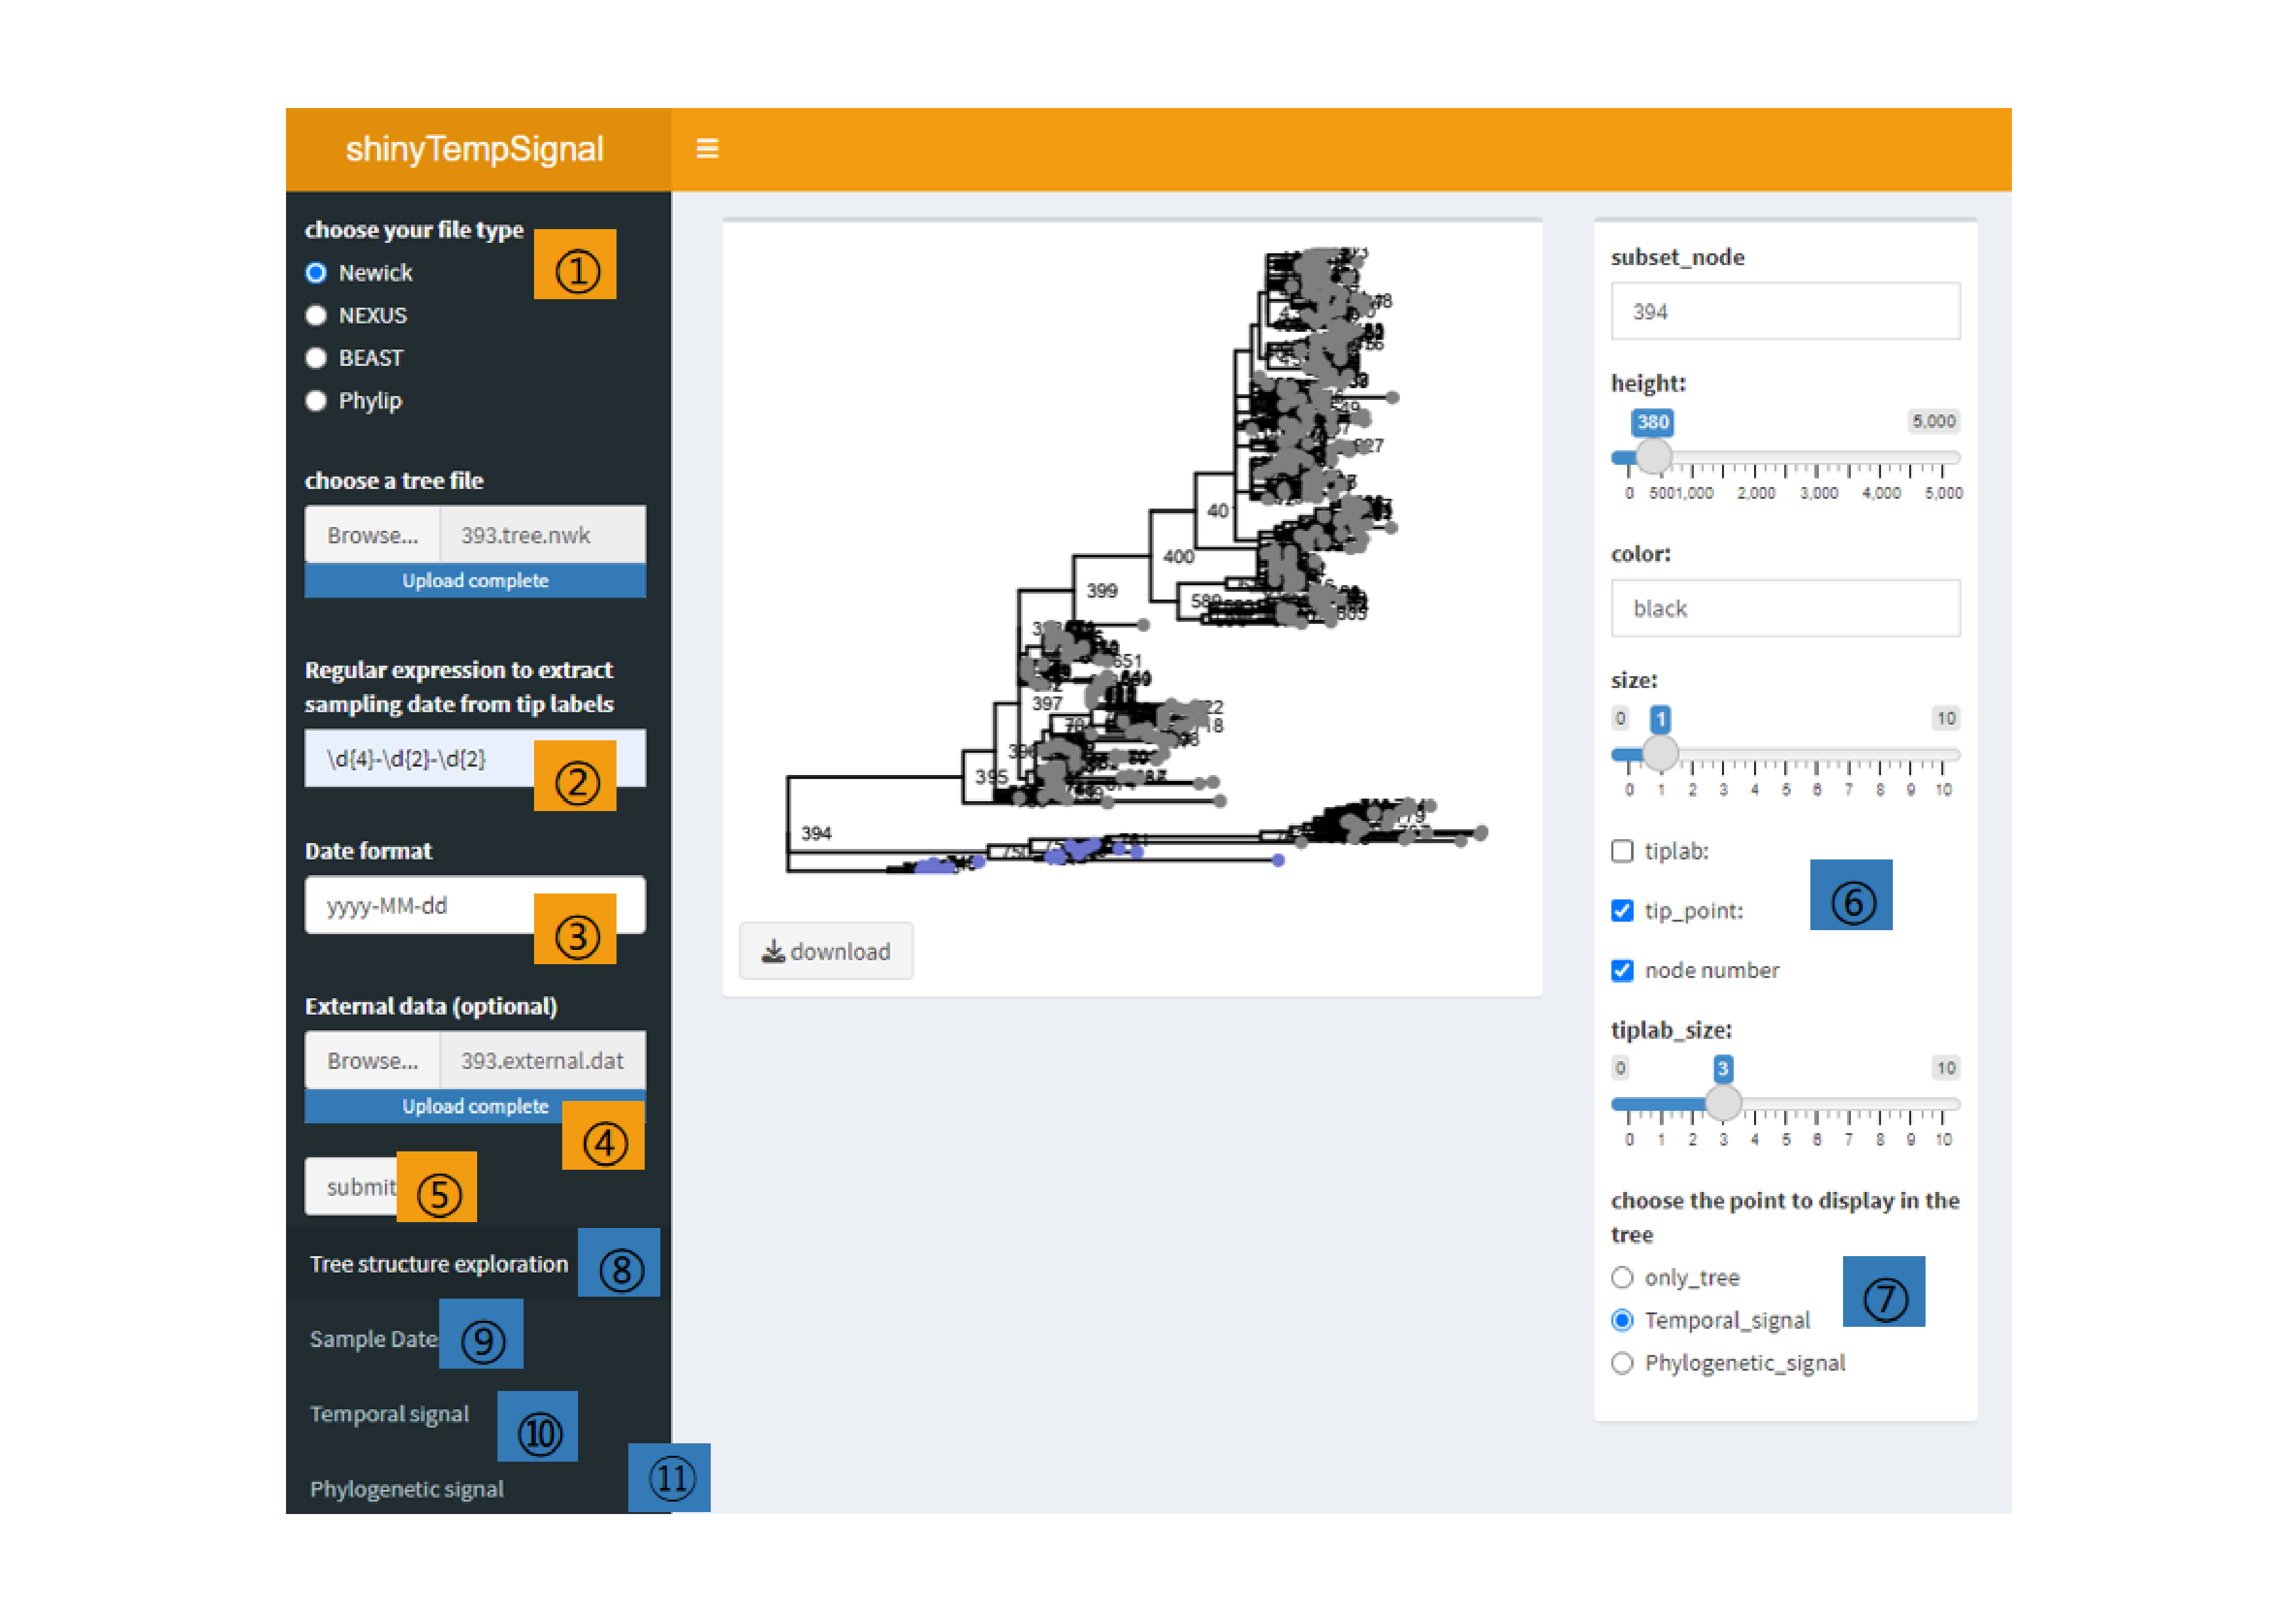 shinyTempSignal
choose your file type
①
Newick
NEXUS
BEAST
Phylip
choose a tree file
Browse... 393.tree.nwk
Upload complete
Regular expression to extract
sampling date from tip labels
\d{4}-\d{2}-\d{2}
②
Date format
yyyy-MM-dd
③
External data (optional)
Browse... 393.external.dat
Upload complete
④
submit
⑤
Tree structure exploration
⑧
Sample Date
⑨
Temporal signal
⑩
Phylogenetic signal
⑪
40
400
399
589
651
397
395
394
download
subset_node
394
height:
380 5,000
0 500 1,000 2,000 3,000 4,000 5,000
color:
black
size:
0 1 10
0 1 2 3 4 5 6 7 8 9 10
tiplab:
tip_point:
⑥
node number
tiplab_size:
0 3 10
0 1 2 3 4 5 6 7 8 9 10
choose the point to display in the
tree
only_tree
⑦
Temporal_signal
Phylogenetic_signal